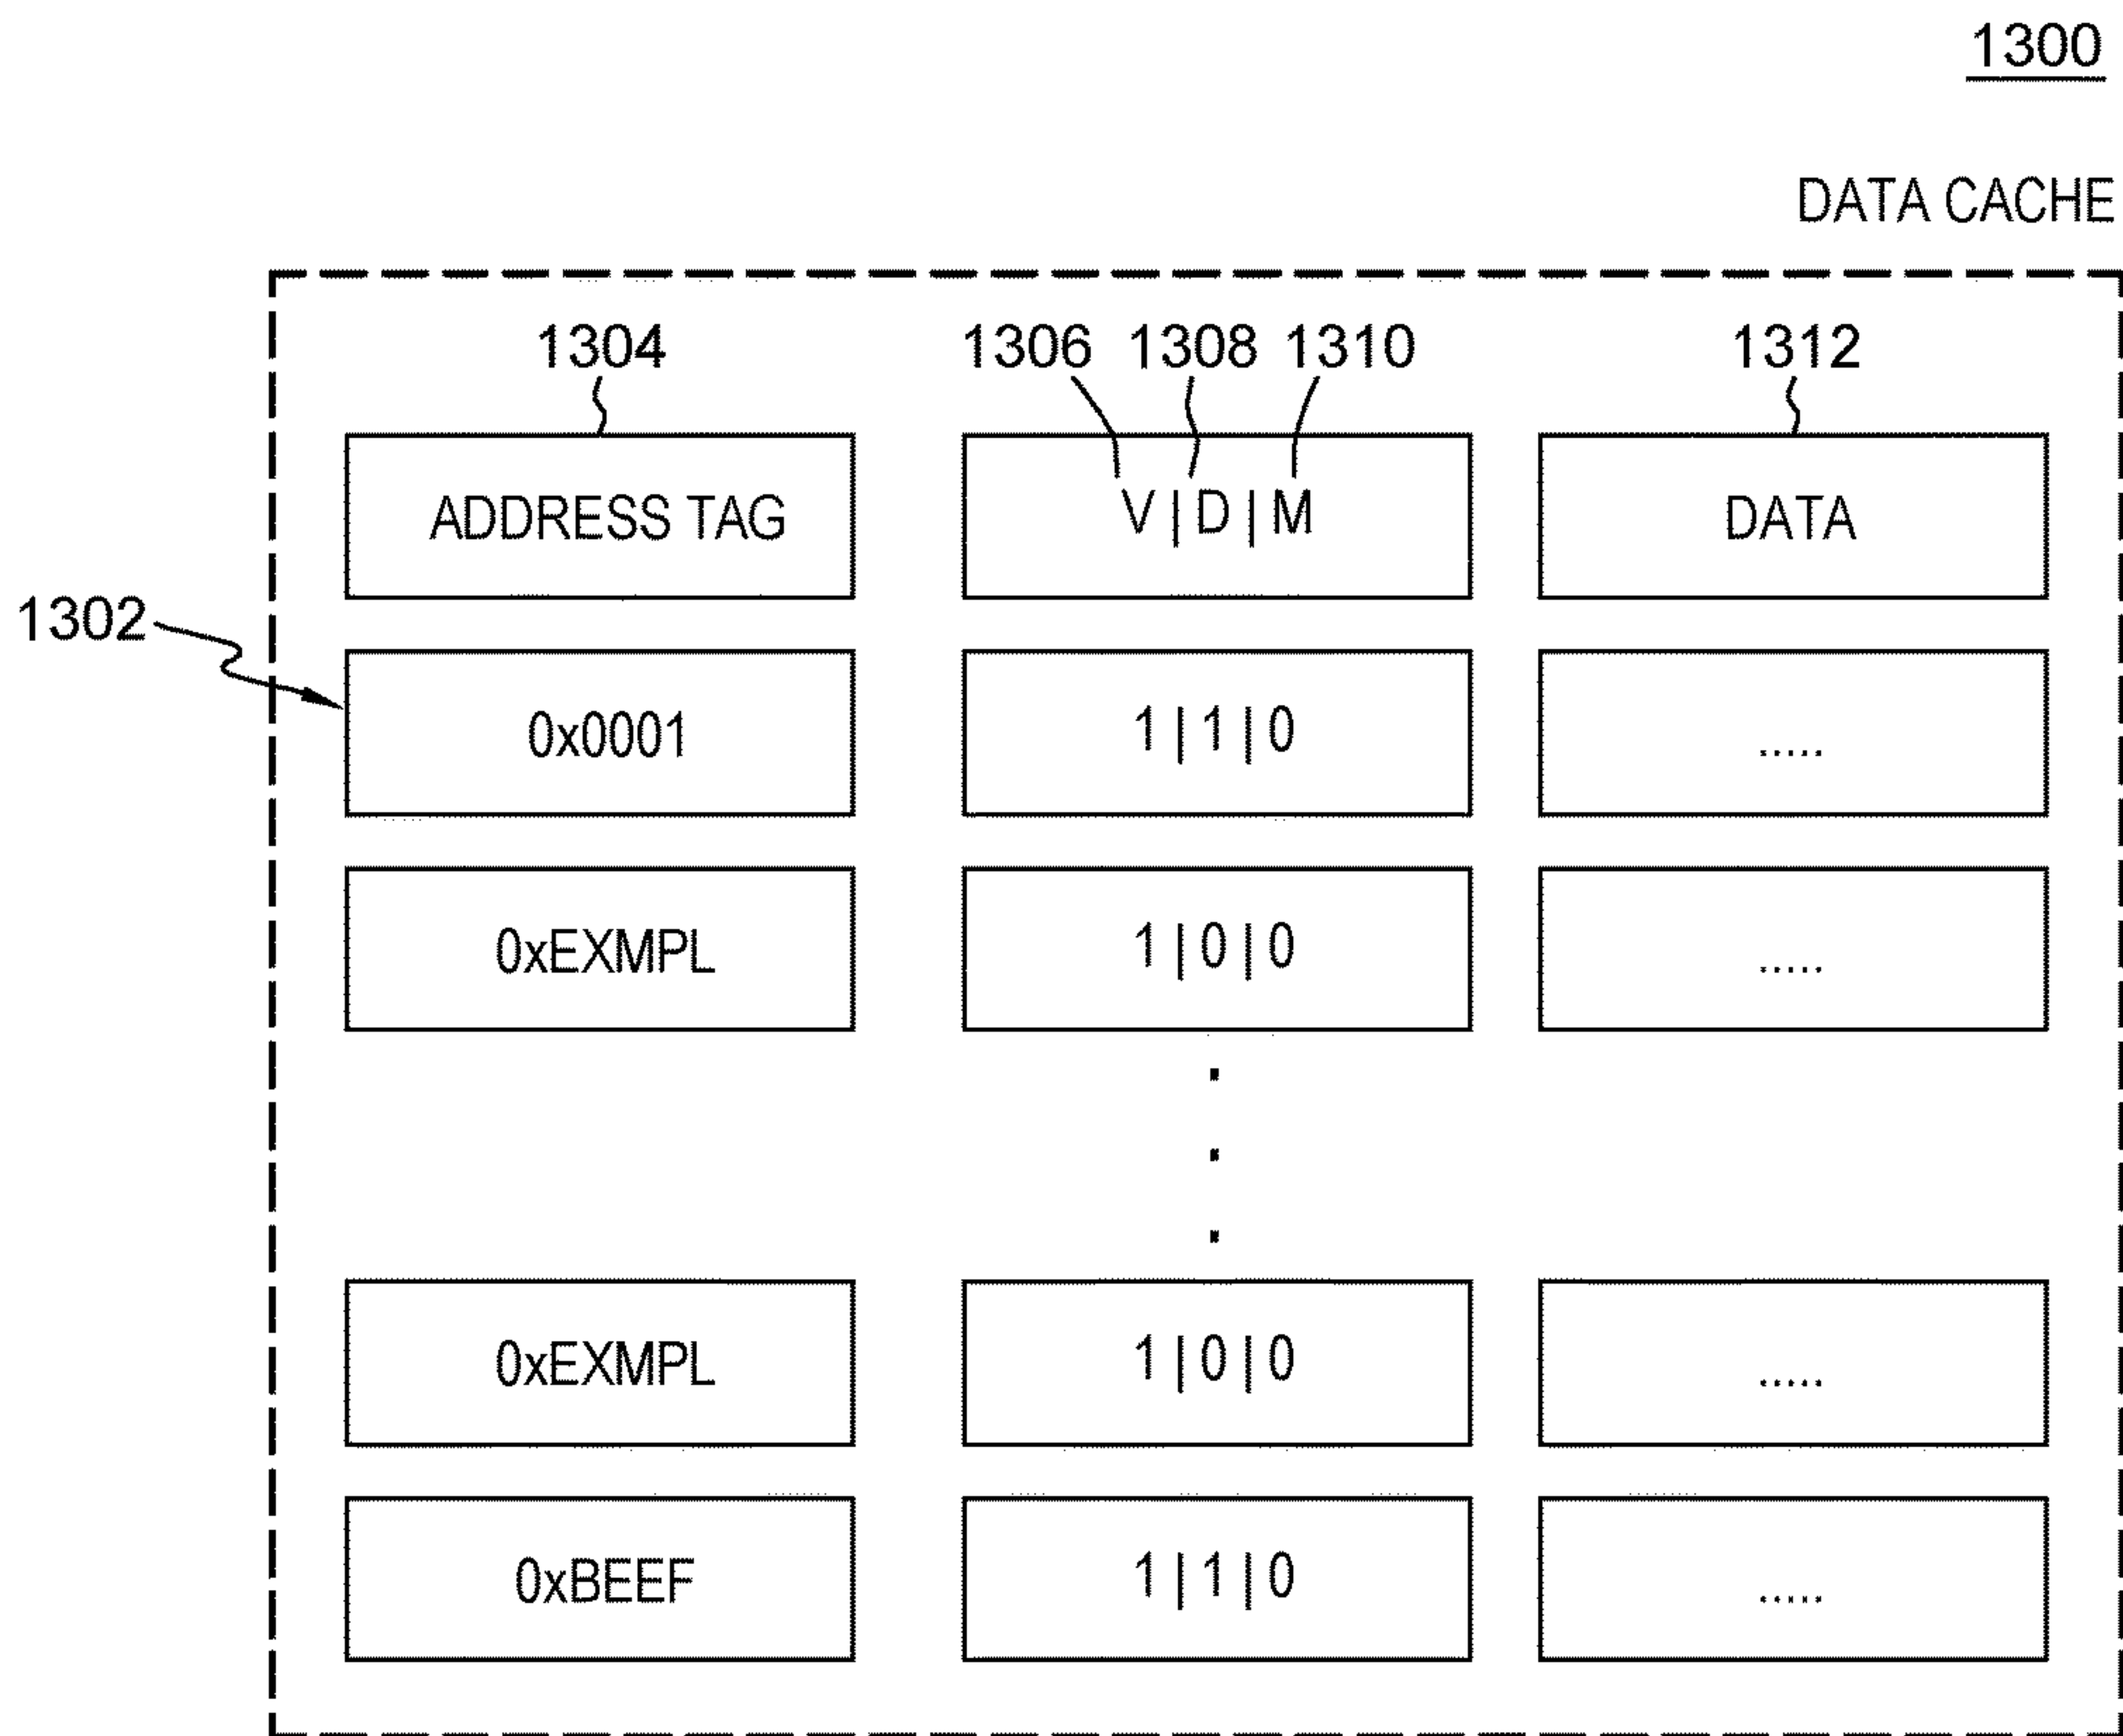 1300
DATA CACHE
1304 1306 1308 1310 1312
ADDRESS TAG V | D | M DATA
1302
0x0001 1 | 1 | 0 .....
0xEXMPL 1 | 0 | 0 .....
0xEXMPL 1 | 0 | 0 .....
0xBEEF 1 | 1 | 0 .....